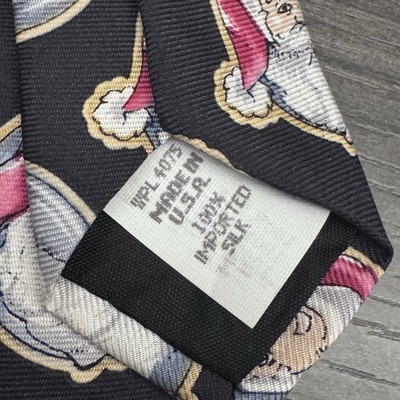 WPL 4075
MADE IN
U.S.A.
100%
IMPORTED
SILK